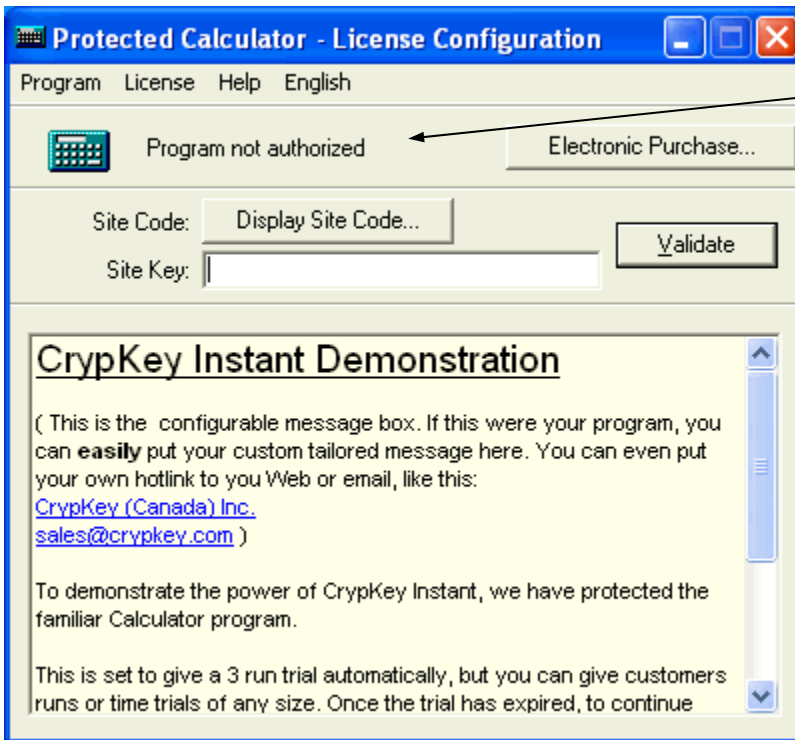 Protected Calculator - License Configuration
Program License Help English
Program not authorized Electronic Purchase...
Site Code: Display Site Code...
Validate
Site Key:
CrypKey Instant Demonstration
( This is the configurable message box. If this were your program, you
can easily put your custom tailored message here. You can even put
your own hotlink to you Web or email, like this:
CrypKey (Canada) Inc.
sales@crypkey.com )
To demonstrate the power of CrypKey Instant, we have protected the
familiar Calculator program.
This is set to give a 3 run trial automatically, but you can give customers
runs or time trials of any size. Once the trial has expired, to continue